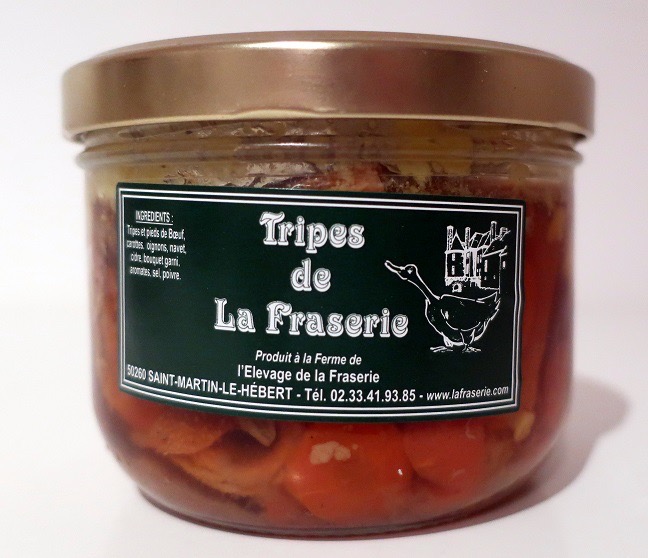 INGREDIENTS :
Tripes et pieds de Bœuf,
carottes, oignons, navet,
cidre, bouquet garni,
aromates, sel, poivre.
Tripes
de
La Fraserie
Produit à la Ferme de
l'Elevage de la Fraserie
50260 SAINT-MARTIN-LE-HÉBERT - Tél. 02.33.41.93.85 - www.lafraserie.com